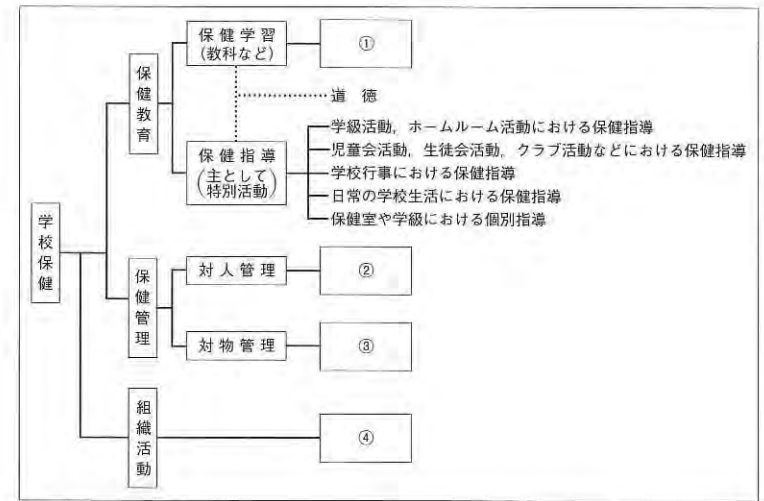 学校保健
保健教育
保健学習
(教科など)
①
道徳
保健指導
(主として
特別活動)
学級活動，ホームルーム活動における保健指導
児童会活動，生徒会活動，クラブ活動などにおける保健指導
学校行事における保健指導
日常の学校生活における保健指導
保健室や学級における個別指導
保健管理
対人管理
②
対物管理
③
組織活動
④